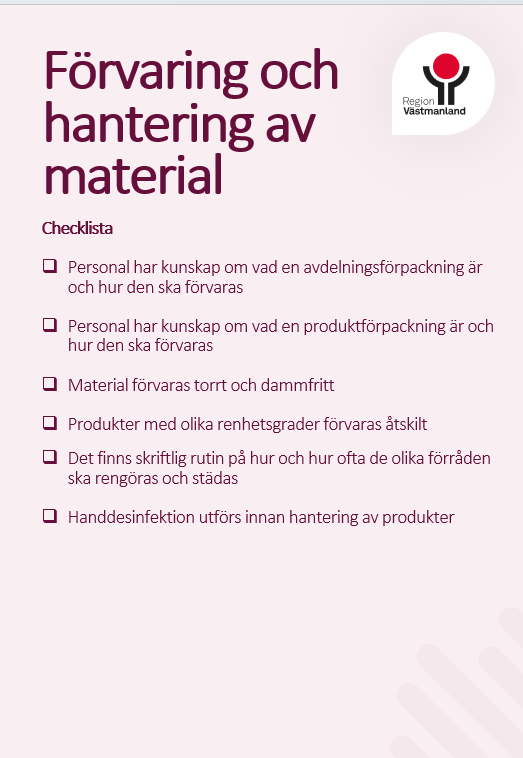 Förvaring och
hantering av
material
Region
Västmanland
Checklista
Personal har kunskap om vad en avdelningsförpackning är
och hur den ska förvaras
Personal har kunskap om vad en produktförpackning är och
hur den ska förvaras
Material förvaras torrt och dammfritt
Produkter med olika renhetsgrader förvaras åtskilt
Det finns skriftlig rutin på hur och hur ofta de olika förråden
ska rengöras och städas
Handdesinfektion utförs innan hantering av produkter